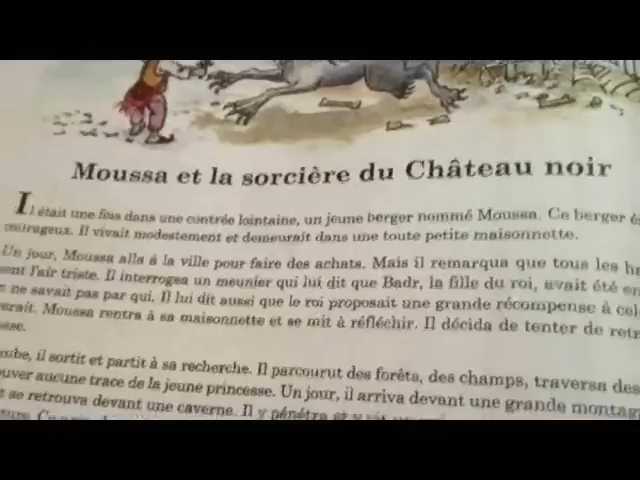 Moussa et la sorcière du Château noir
Il était une fois dans une contrée lointaine, un jeune berger nommé Moussa. Ce berger
courageux. Il vivait modestement et demeurait dans une toute petite maisonnette.
Un jour, Moussa alla à la ville pour faire des achats. Mais il remarqua que tous les
l'air triste. Il interrogea un meunier qui lui dit que Badr, la fille du roi, avait été
ne savait pas par qui. Il lui dit aussi que le roi proposait une grande récompense à
Moussa rentra à sa maisonnette et se mit à réfléchir. Il décida de tenter de
il sortit et partit à sa recherche. Il parcourut des forêts, des champs, traversa des
aucune trace de la jeune princesse. Un jour, il arriva devant une grande
se retrouva devant une caverne. Il y pénétra et y vit